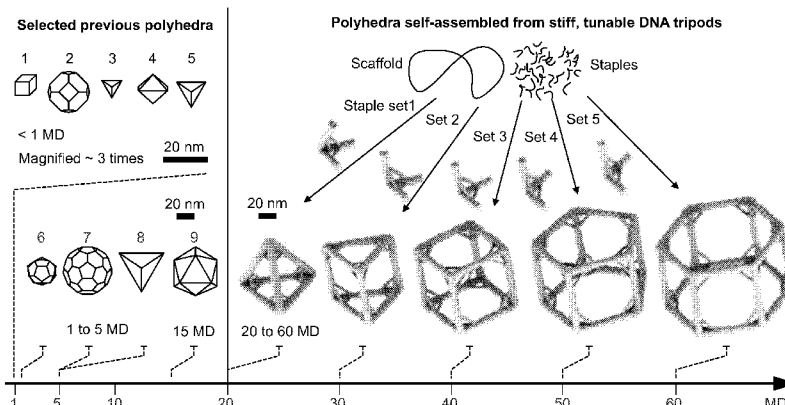 Selected previous polyhedra
Polyhedra self-assembled from stiff, tunable DNA tripods
1 2 3 4 5
< 1 MD
Magnified ~ 3 times
20 nm
Scaffold
Staples
Staple set1
Set 2
Set 3
Set 4
Set 5
20 nm
20 nm
6 7 8 9
1 to 5 MD
15 MD
20 to 60 MD
1 5 10 20 30 40 50 60 MD